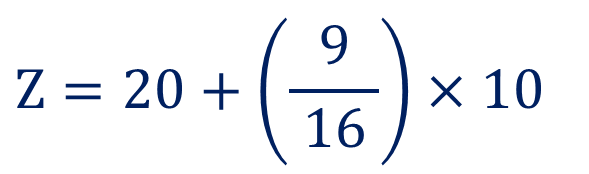 Z = 20 + (9/16) × 10